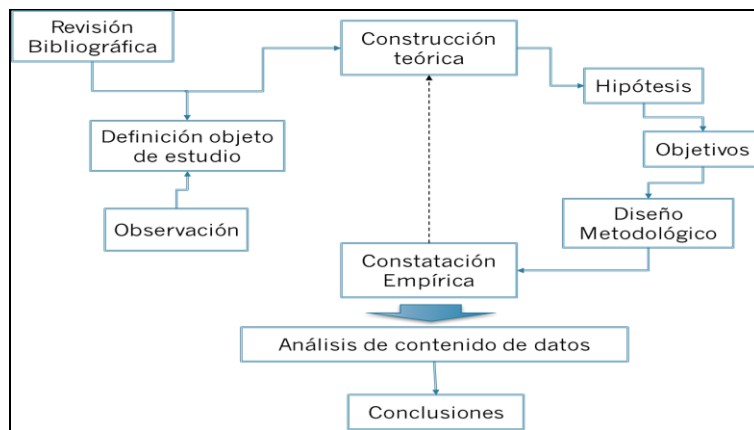 Revisión
Bibliográfica
Construcción
teórica
Hipótesis
Definición objeto
de estudio
Objetivos
Observación
Diseño
Metodológico
Constatación
Empírica
Análisis de contenido de datos
Conclusiones